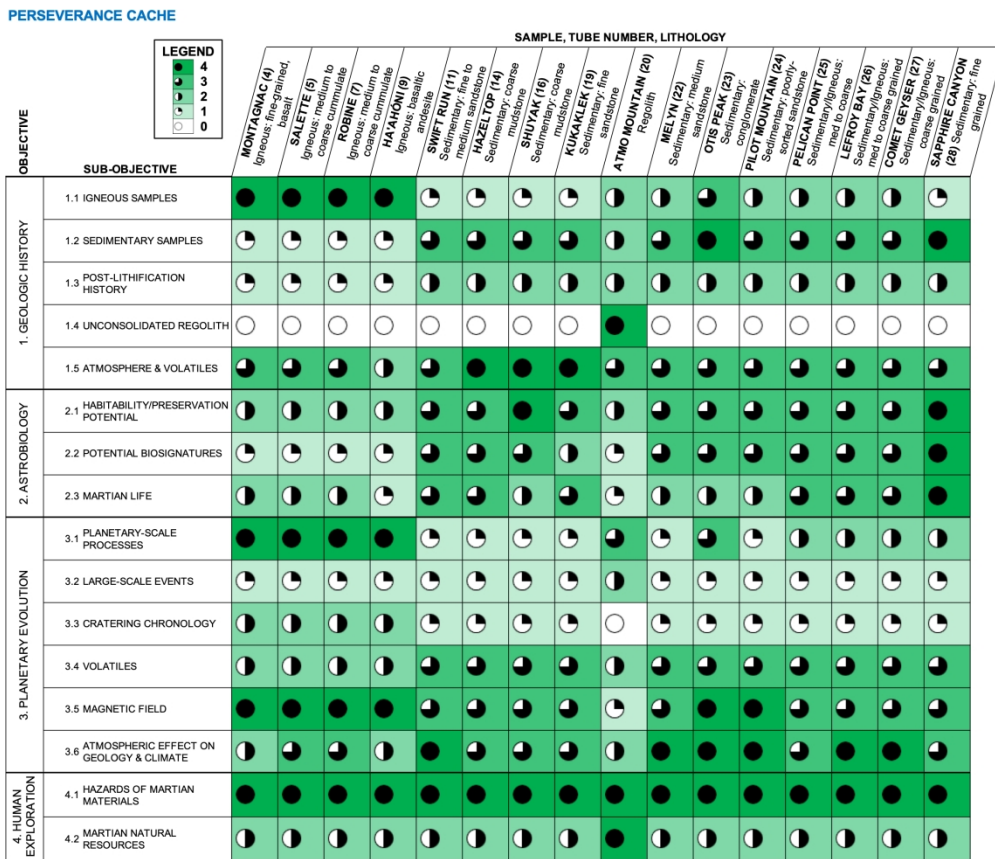 PERSEVERANCE CACHE
SAMPLE, TUBE NUMBER, LITHOLOGY
LEGEND
4
3
2
1
0
OBJECTIVE
SUB-OBJECTIVE
MONTAGNAC (4)
Igneous: fine-grained,
basalt
SALETTE (5)
Igneous: medium to
coarse cummulate
ROBINE (7)
Igneous: medium to
coarse cummulate
HAʻAHÓNI (9)
Igneous: basaltic
andesite
SWIFT RUN (11)
Sedimentary: fine to
medium sandstone
HAZELTOP (14)
Sedimentary: coarse
mudstone
SHUYAK (16)
Sedimentary: coarse
mudstone
KUKAKLEK (19)
Sedimentary: fine
sandstone
ATMO MOUNTAIN (20)
Regolith
MELYN (22)
Sedimentary: medium
sandstone
OTIS PEAK (23)
Sedimentary:
conglomerate
PILOT MOUNTAIN (24)
Sedimentary: poorly-
sorted sandstone
PELICAN POINT (25)
Sedimentary/Igneous:
med to coarse
LEFROY BAY (26)
Sedimentary/Igneous:
med to coarse grained
COMET GEYSER (27)
Sedimentary/Igneous:
coarse grained
SAPPHIRE CANYON
(28) Sedimentary: fine
grained
1. GEOLOGIC HISTORY
1.1 IGNEOUS SAMPLES
1.2 SEDIMENTARY SAMPLES
1.3 POST-LITHIFICATION
HISTORY
1.4 UNCONSOLIDATED REGOLITH
1.5 ATMOSPHERE & VOLATILES
2. ASTROBIOLOGY
2.1 HABITABILITY/PRESERVATION
POTENTIAL
2.2 POTENTIAL BIOSIGNATURES
2.3 MARTIAN LIFE
3. PLANETARY EVOLUTION
3.1 PLANETARY-SCALE
PROCESSES
3.2 LARGE-SCALE EVENTS
3.3 CRATERING CHRONOLOGY
3.4 VOLATILES
3.5 MAGNETIC FIELD
3.6 ATMOSPHERIC EFFECT ON
GEOLOGY & CLIMATE
4. HUMAN
EXPLORATION
4.1 HAZARDS OF MARTIAN
MATERIALS
4.2 MARTIAN NATURAL
RESOURCES